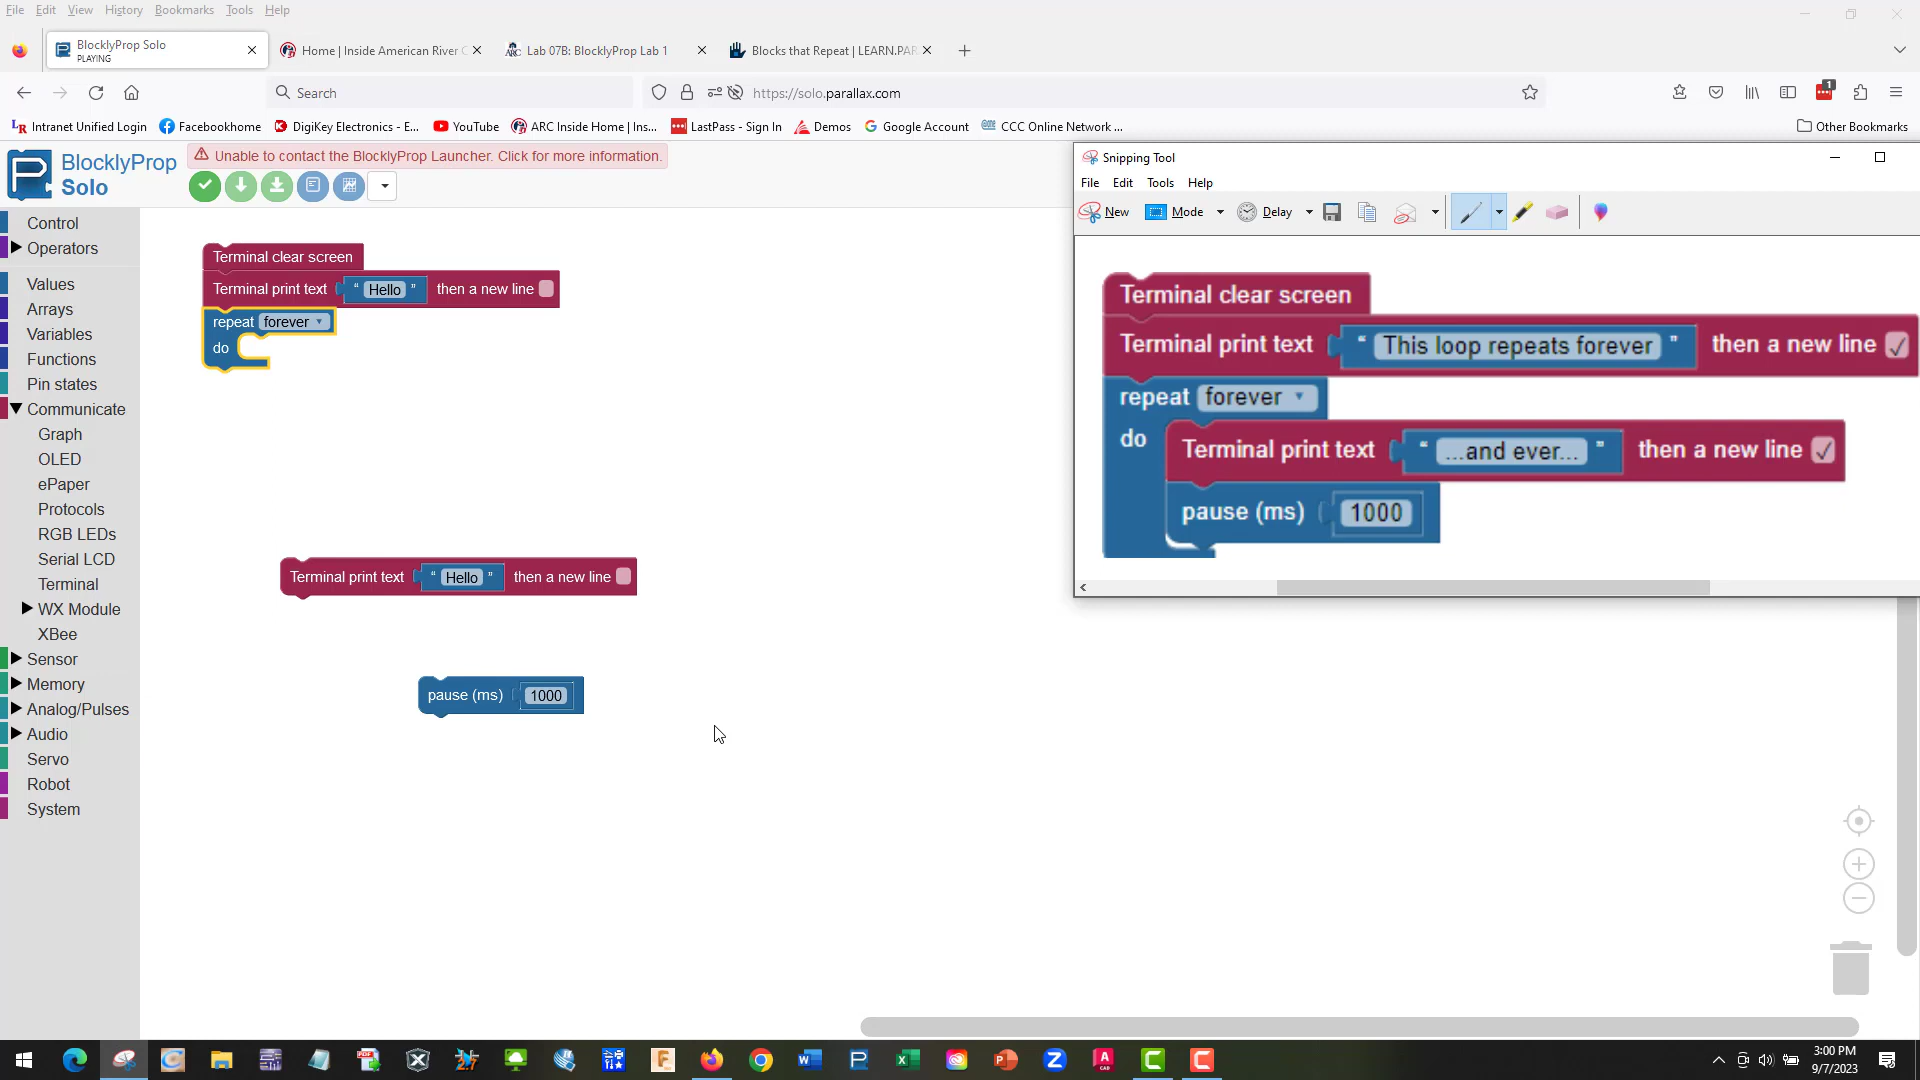 File Edit View History Bookmarks Tools Help
BlocklyProp Solo
PLAYING
Home | Inside American River C
Lab 07B: BlocklyProp Lab 1
Blocks that Repeat | LEARN.PAR
Search
https://solo.parallax.com
1
Intranet Unified Login
Facebookhome
DigiKey Electronics - E...
YouTube
ARC Inside Home | Ins...
LastPass - Sign In
Demos
Google Account
CCC Online Network ...
Other Bookmarks
BlocklyProp
Solo
Unable to contact the BlocklyProp Launcher. Click for more information.
Control
Operators
Values
Arrays
Variables
Functions
Pin states
Communicate
Graph
OLED
ePaper
Protocols
RGB LEDs
Serial LCD
Terminal
WX Module
XBee
Sensor
Memory
Analog/Pulses
Audio
Servo
Robot
System
Terminal clear screen
Terminal print text “ Hello ” then a new line
repeat forever
do
Terminal print text “ Hello ” then a new line
pause (ms) 1000
Snipping Tool
File Edit Tools Help
New Mode Delay
Terminal clear screen
Terminal print text “ This loop repeats forever ” then a new line
repeat forever
do
Terminal print text “ ...and ever... ” then a new line
pause (ms) 1000
3:00 PM
9/7/2023